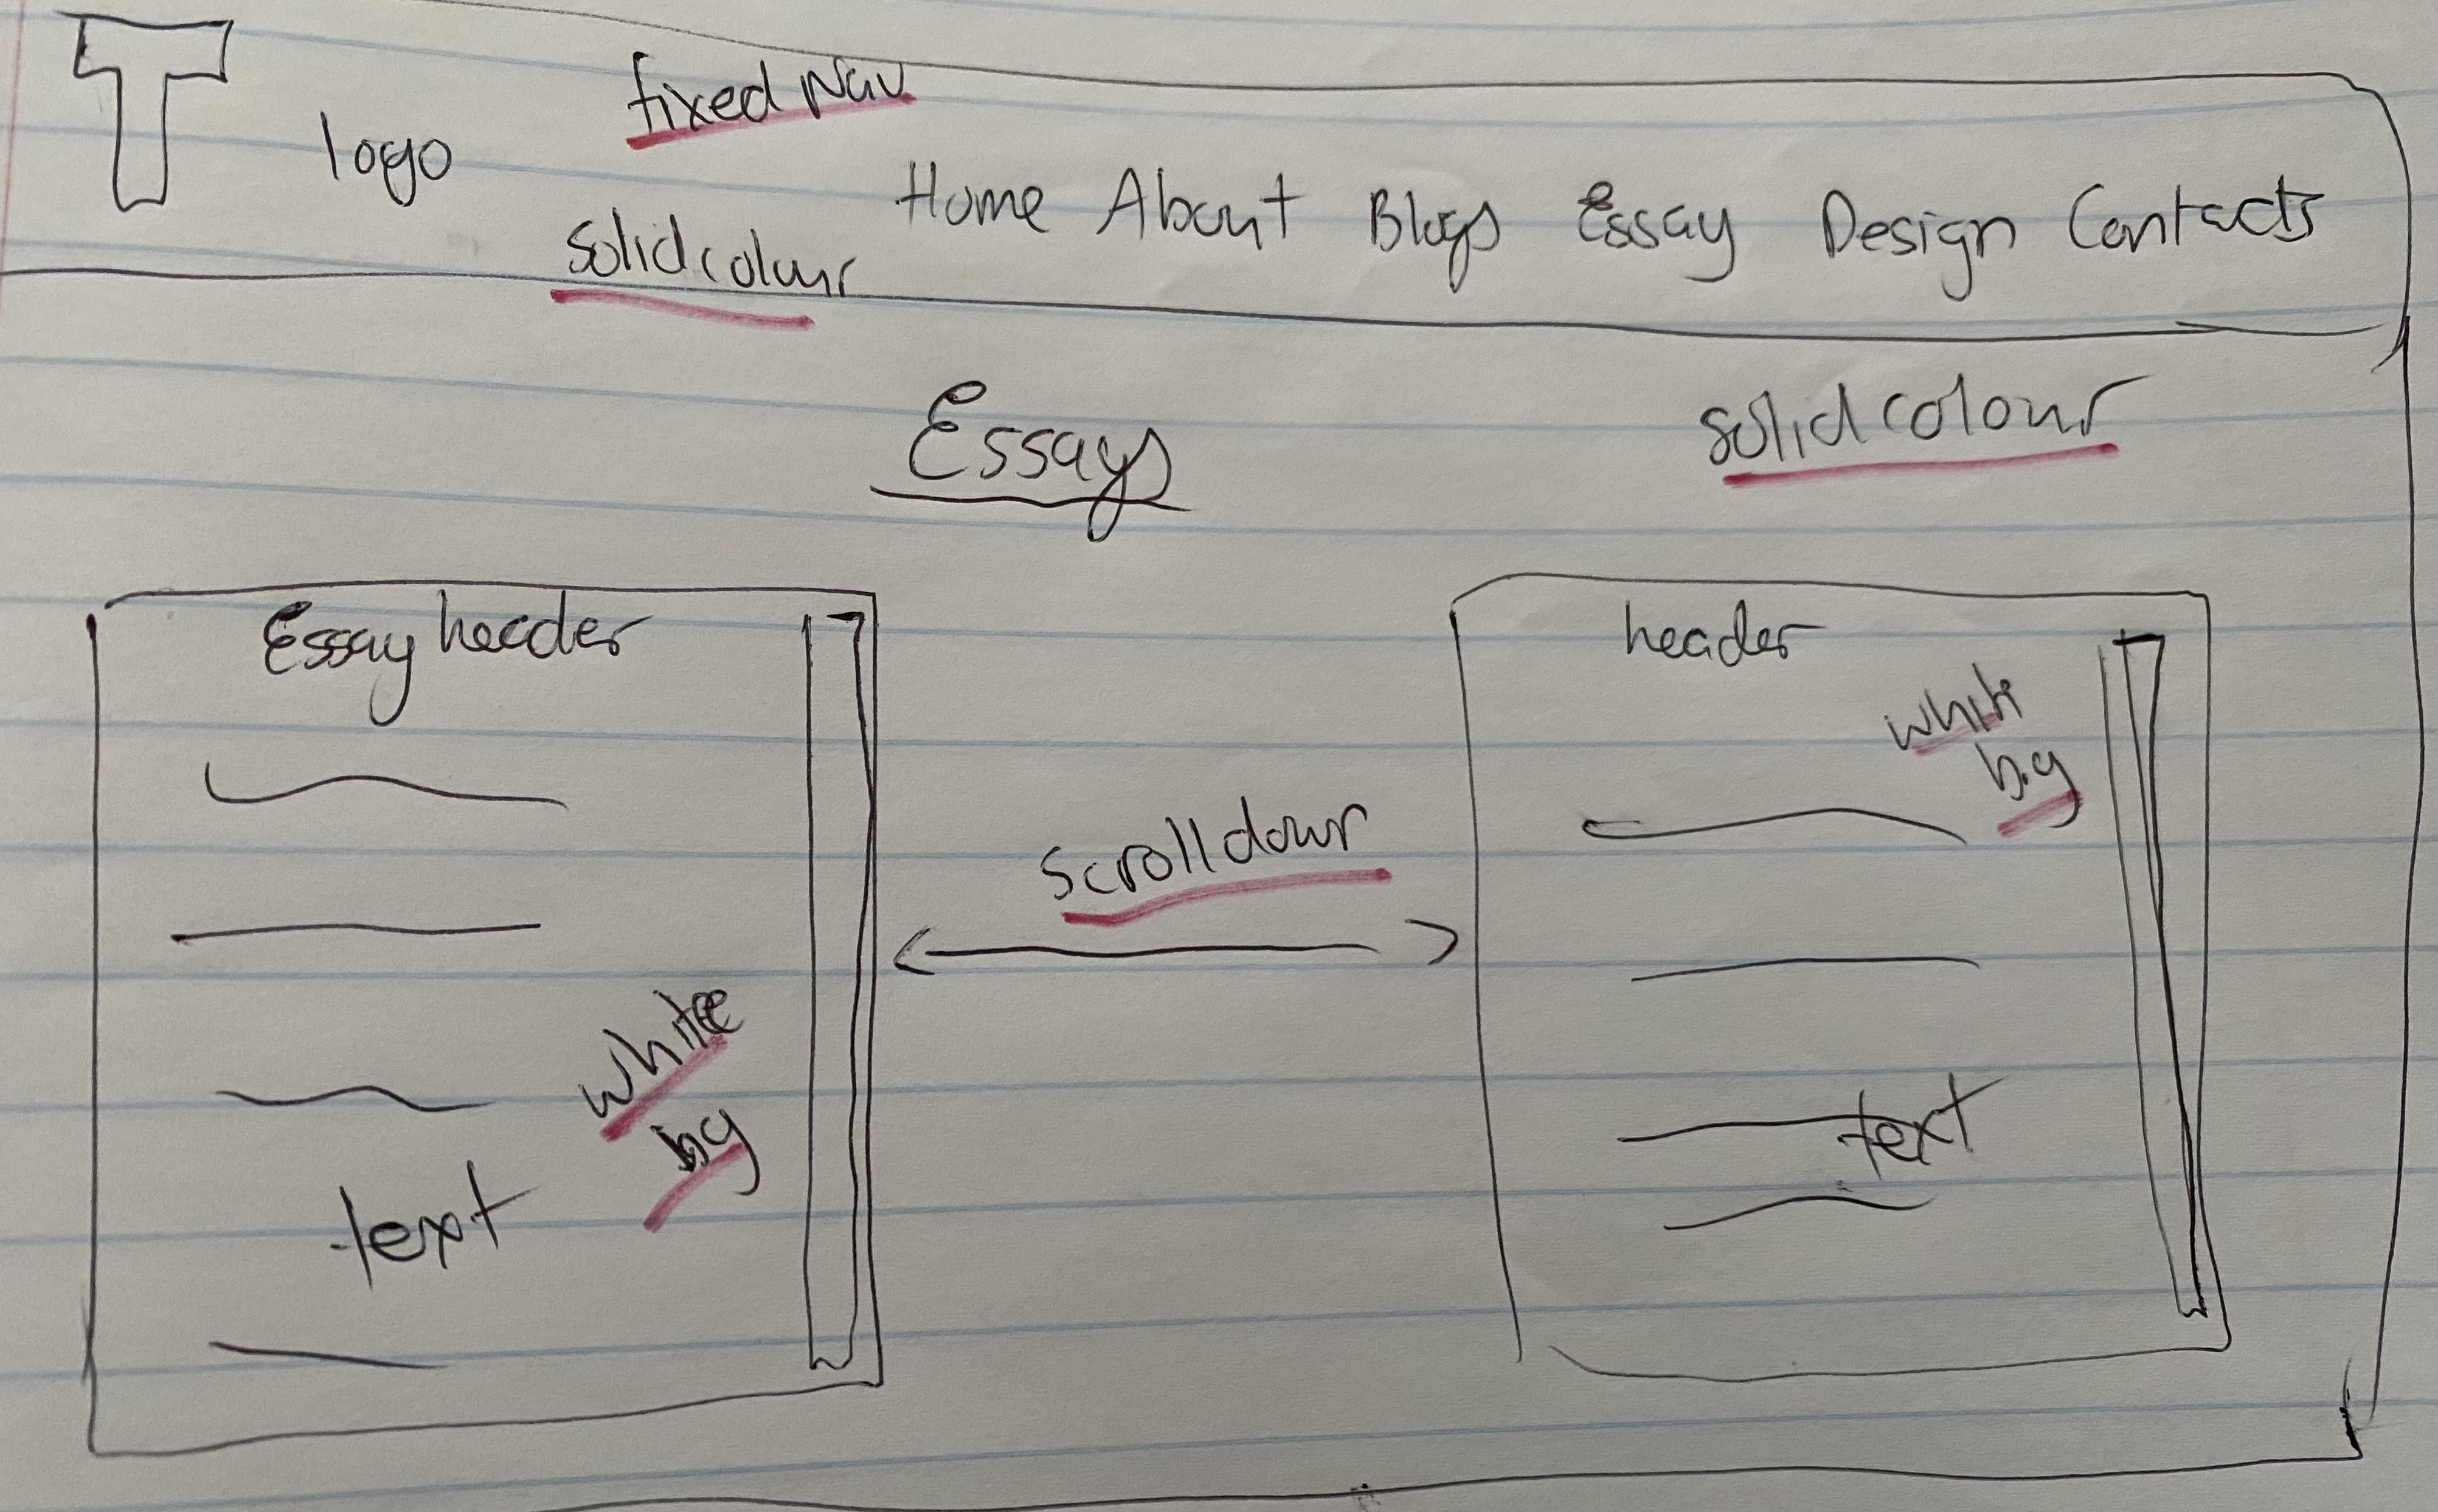 T
logo
fixed Nav
Home About Blogs Essay Design Contacts
solid colour
Essays
solid colour
Essay header
header
white
bg
scroll down
white
bg
text
text